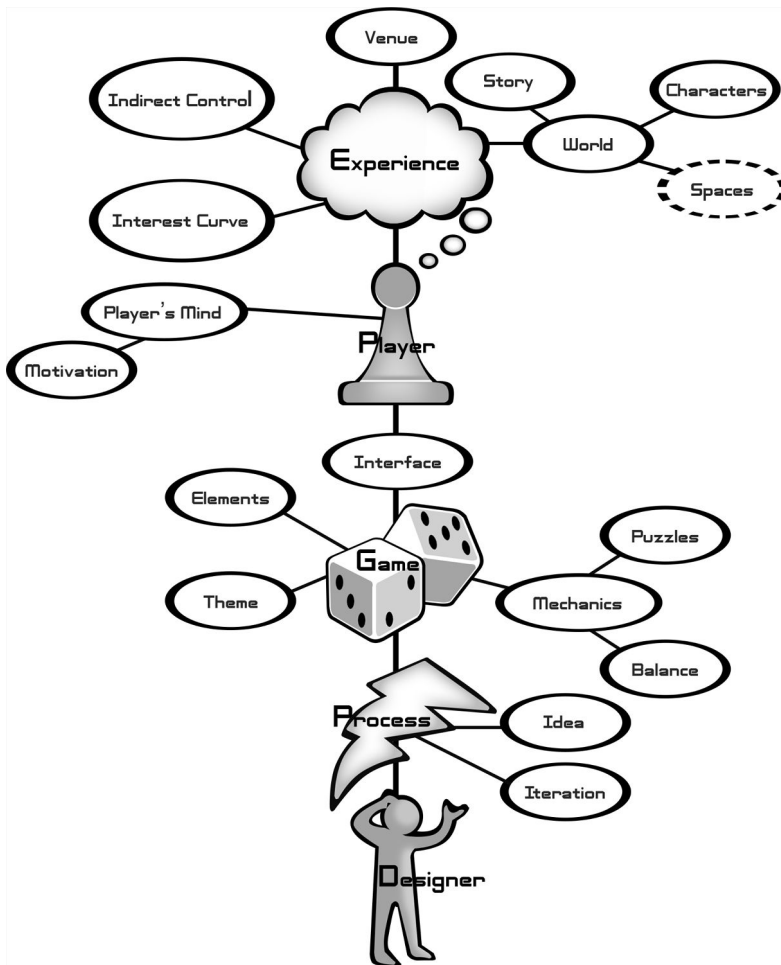 Venue
Story
Indirect Control
Characters
World
Experience
Spaces
Interest Curve
Player's Mind
Player
Motivation
Interface
Elements
Puzzles
Game
Theme
Mechanics
Balance
Process
Idea
Iteration
Designer